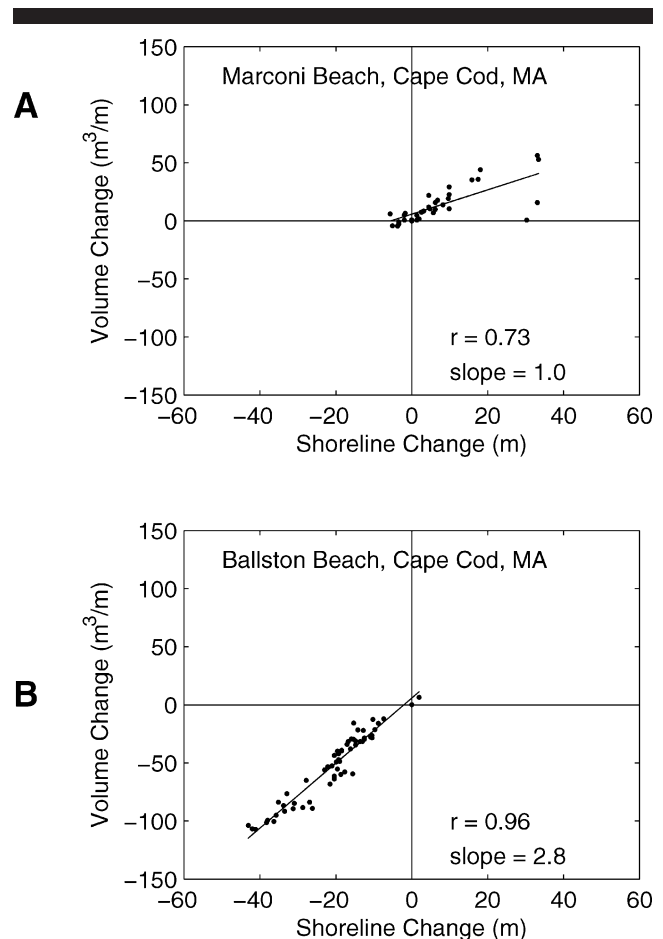 A
Marconi Beach, Cape Cod, MA
150
100
50
0
−50
−100
−150
Volume Change (m³/m)
r = 0.73
slope = 1.0
−60 −40 −20 0 20 40 60
Shoreline Change (m)
B
Ballston Beach, Cape Cod, MA
150
100
50
0
−50
−100
−150
Volume Change (m³/m)
r = 0.96
slope = 2.8
−60 −40 −20 0 20 40 60
Shoreline Change (m)